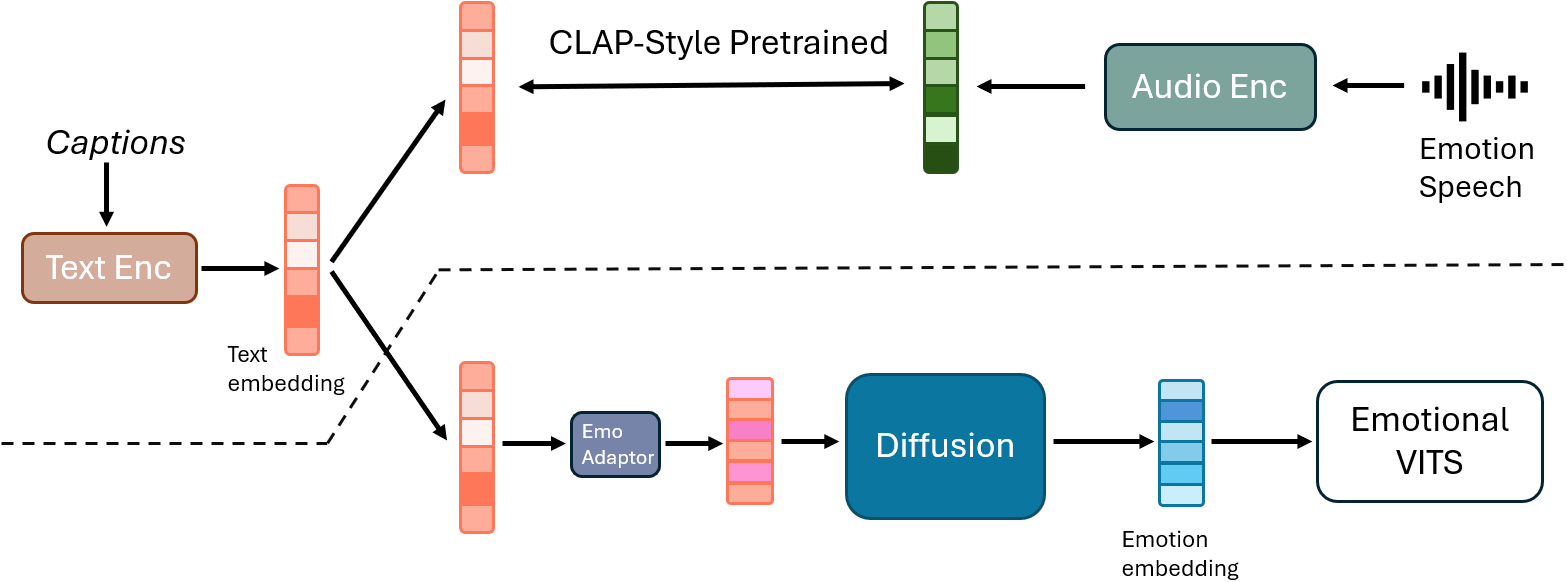 CLAP-Style Pretrained
Audio Enc
Emotion
Speech
Captions
Text Enc
Text
embedding
Emo
Adaptor
Diffusion
Emotional
VITS
Emotion
embedding